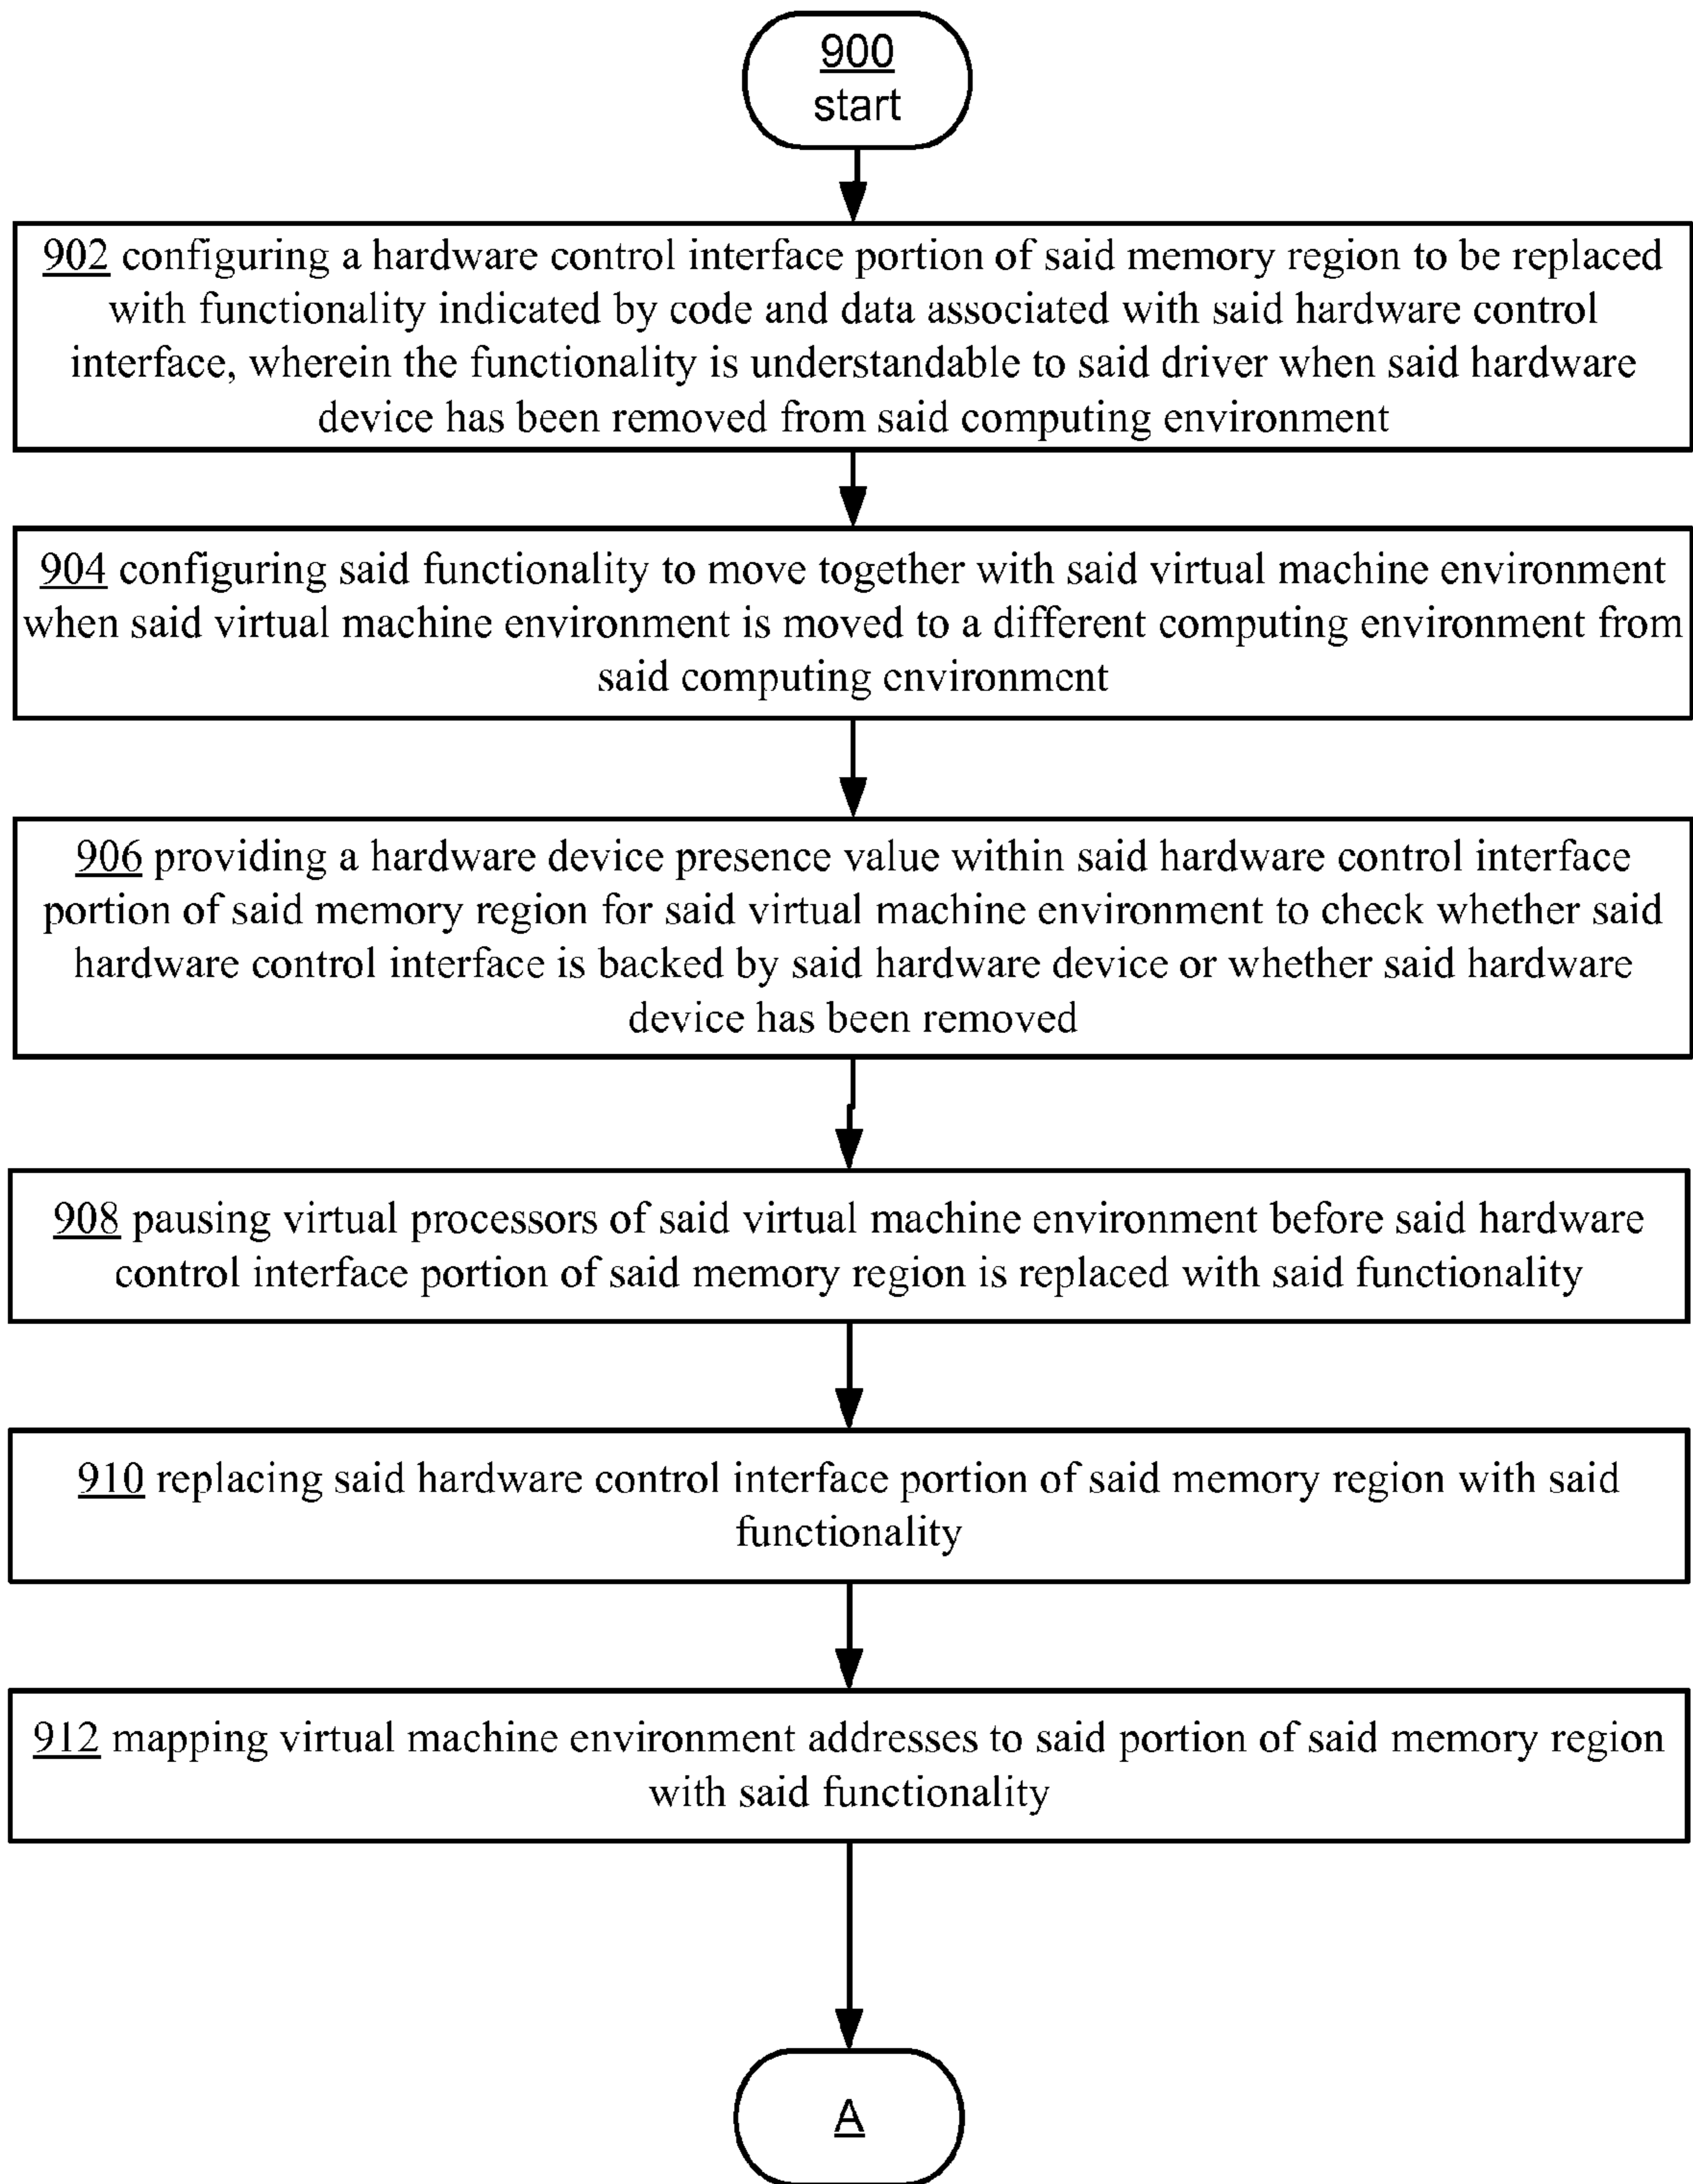 900
start
902 configuring a hardware control interface portion of said memory region to be replaced
with functionality indicated by code and data associated with said hardware control
interface, wherein the functionality is understandable to said driver when said hardware
device has been removed from said computing environment
904 configuring said functionality to move together with said virtual machine environment
when said virtual machine environment is moved to a different computing environment from
said computing environment
906 providing a hardware device presence value within said hardware control interface
portion of said memory region for said virtual machine environment to check whether said
hardware control interface is backed by said hardware device or whether said hardware
device has been removed
908 pausing virtual processors of said virtual machine environment before said hardware
control interface portion of said memory region is replaced with said functionality
910 replacing said hardware control interface portion of said memory region with said
functionality
912 mapping virtual machine environment addresses to said portion of said memory region
with said functionality
A